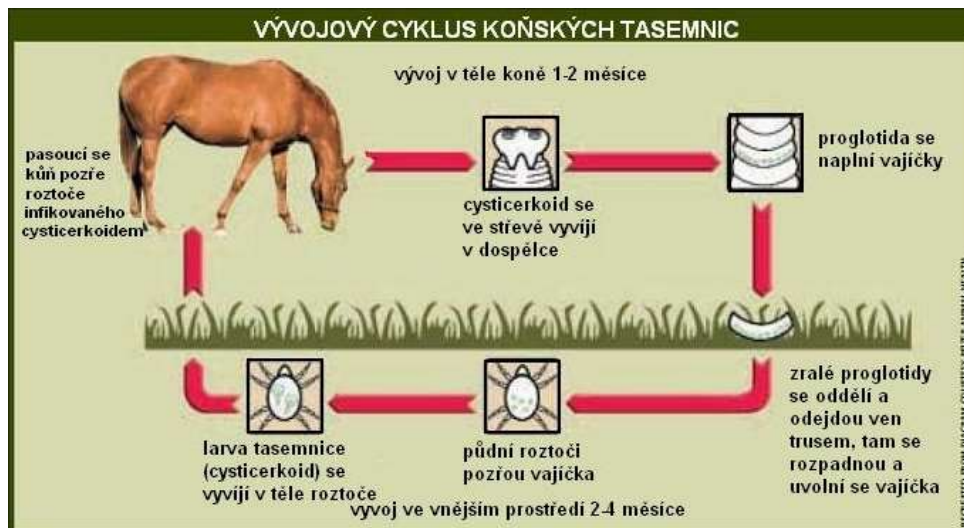 VÝVOJOVÝ CYKLUS KOŇSKÝCH TASEMNIC
vývoj v těle koně 1-2 měsíce
pasoucí se
kůň pozře
roztoče
infikovaného
cysticerkoidem
cysticerkoid se
ve střevě vyvíjí
v dospělce
proglotida se
naplní vajíčky
zralé proglotidy
se oddělí a
odejdou ven
trusem, tam se
rozpadnou a
uvolní se vajíčka
půdní roztoči
pozřou vajíčka
larva tasemnice
(cysticerkoid) se
vyvíjí v těle roztoče
vývoj ve vnějším prostředí 2-4 měsíce